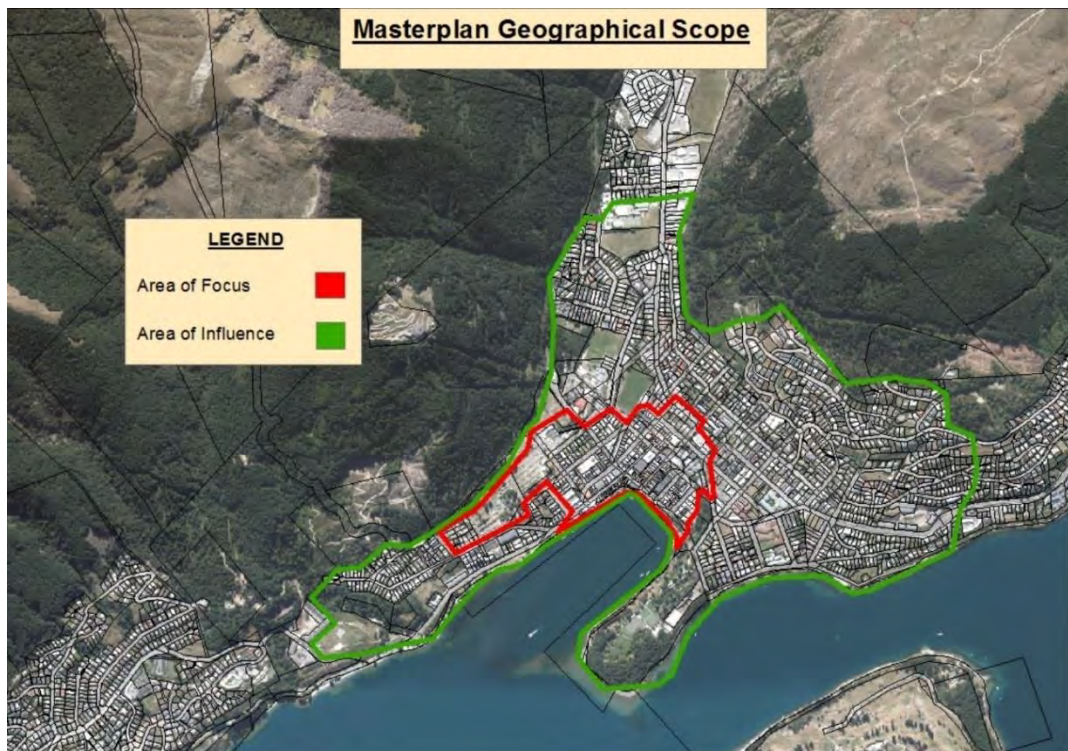 Masterplan Geographical Scope
LEGEND
Area of Focus
Area of Influence